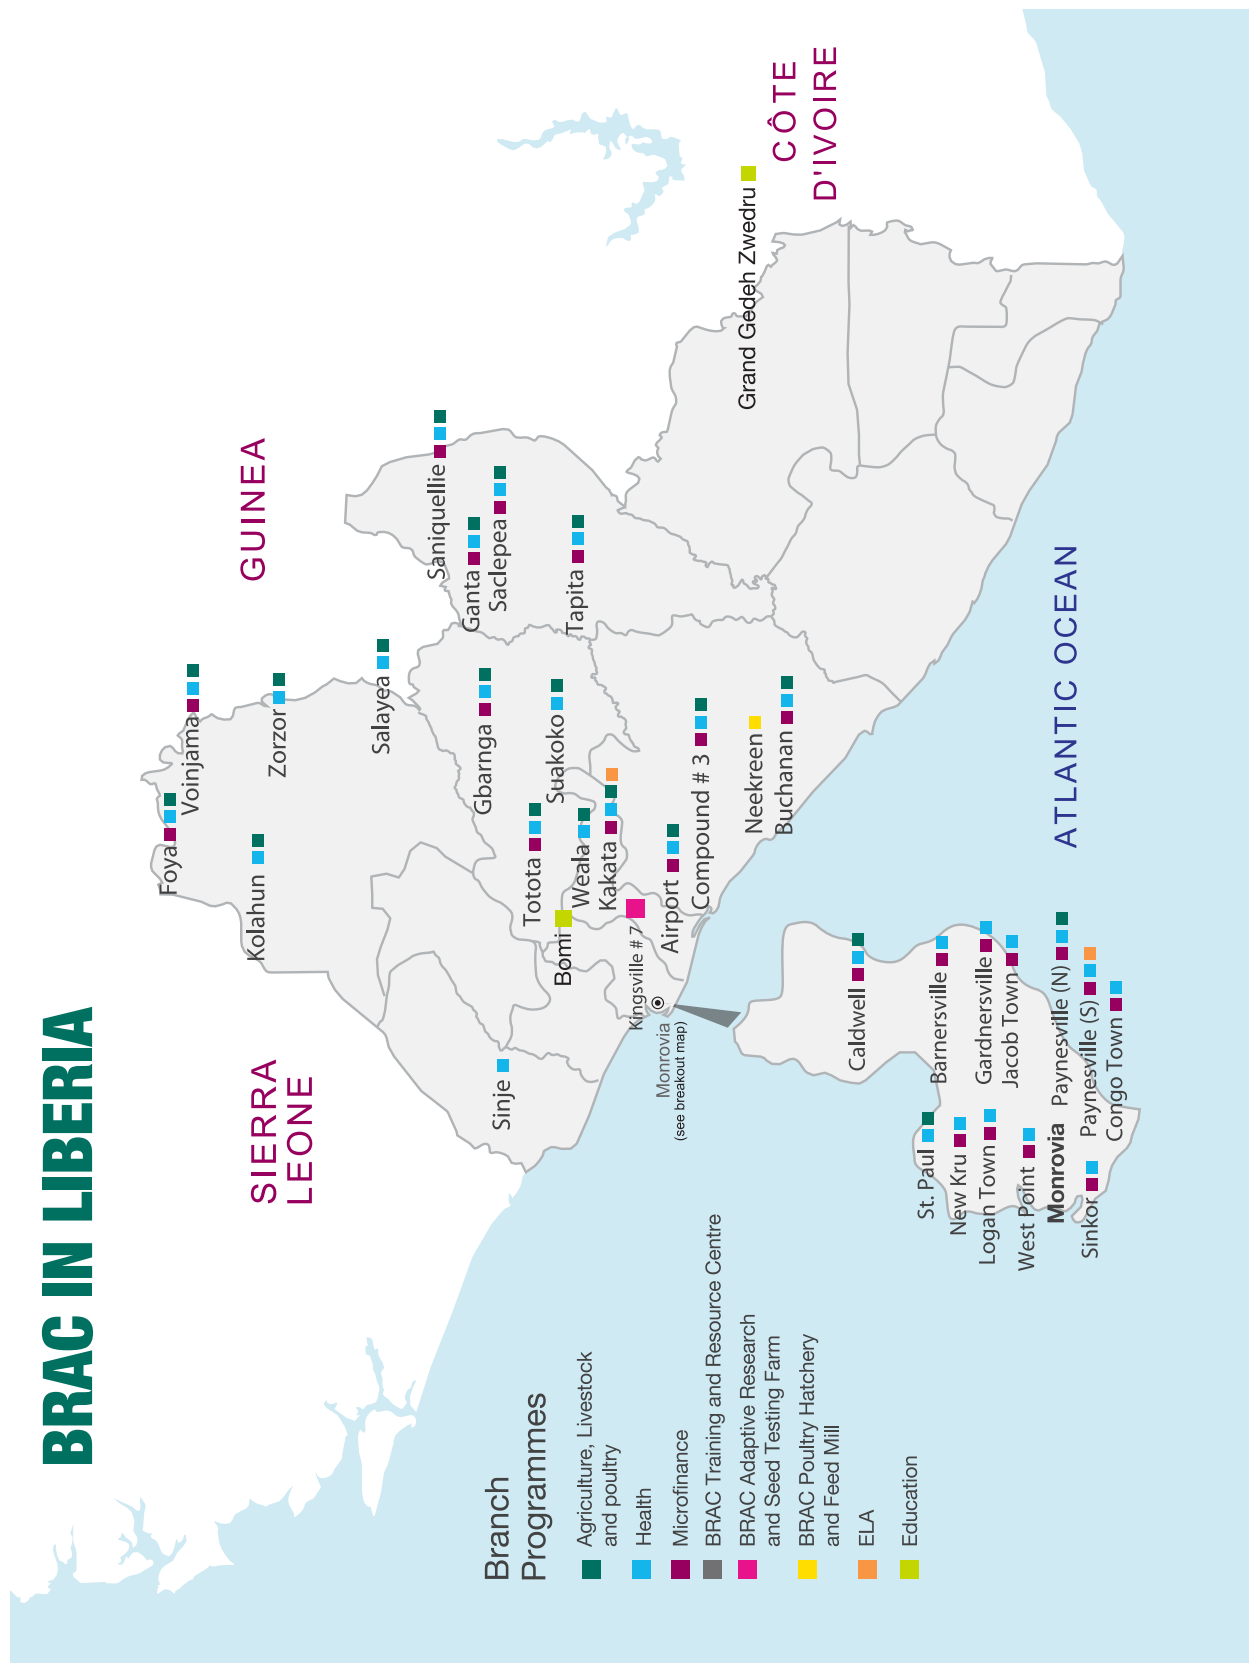 BRAC IN LIBERIA
SIERRA
LEONE
GUINEA
CÔTE
D'IVOIRE
ATLANTIC OCEAN
Foya
Voinjama
Kolahun
Zorzor
Salayea
Saniquellie
Ganta
Saclepea
Tapita
Gbarnga
Suakoko
Totota
Weala
Kakata
Bomi
Kingsville # 7
Airport
Compound # 3
Neekreen
Buchanan
Grand Gedeh Zwedru
Sinje
Monrovia
(see breakout map)
Caldwell
Barnersville
Gardnersville
Jacob Town
Paynesville (N)
Paynesville (S)
Congo Town
St. Paul
New Kru
Logan Town
West Point
Monrovia
Sinkor
Branch
Programmes
Agriculture, Livestock
and poultry
Health
Microfinance
BRAC Training and Resource Centre
BRAC Adaptive Research
and Seed Testing Farm
BRAC Poultry Hatchery
and Feed Mill
ELA
Education